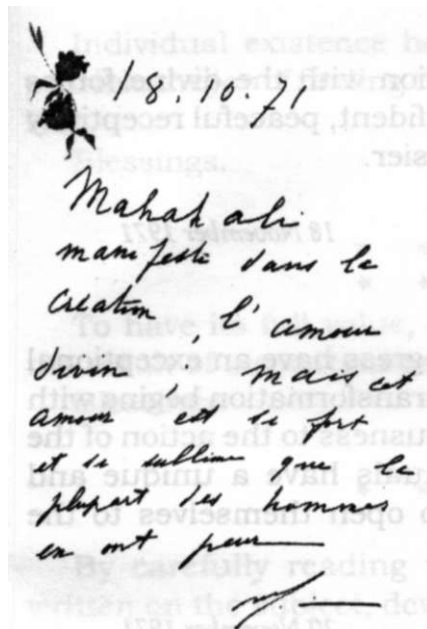 18.10.71
Mahakali
manifeste dans la
création, l'amour
divin, mais cet
amour est si fort
et si sublime que la
plupart des hommes
en ont peur